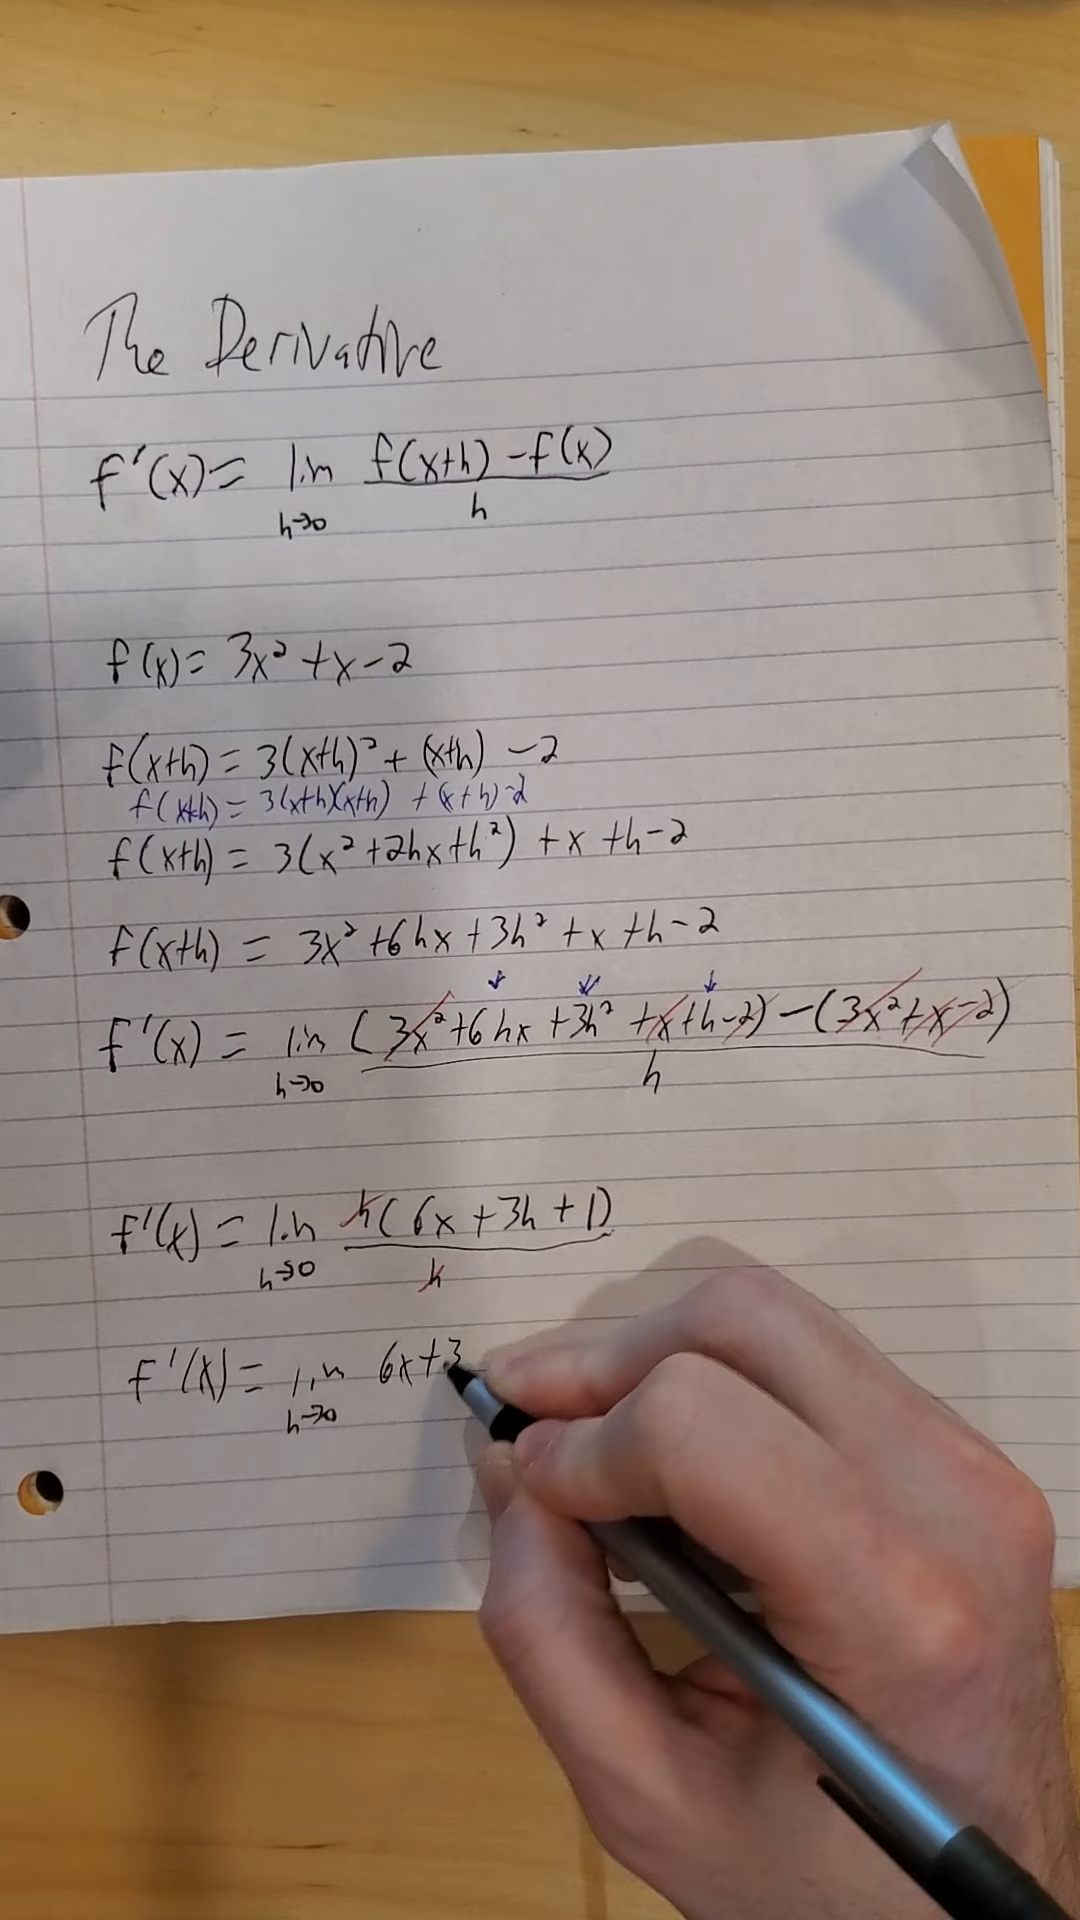 The Derivative
f'(x) = lim f(x+h) - f(x)
h→0 h
f(x) = 3x² + x - 2
f(x+h) = 3(x+h)² + (x+h) - 2
f(x+h) = 3(x+h)(x+h) + (x+h)-2
f(x+h) = 3(x² + 2hx + h²) + x + h - 2
f(x+h) = 3x² + 6hx + 3h² + x + h - 2
f'(x) = lim (3x² + 6hx + 3h² + x + h - 2) - (3x² + x - 2)
h→0 h
f'(x) = lim h(6x + 3h + 1)
h→0 h
f'(x) = lim 6x + 3
h→0